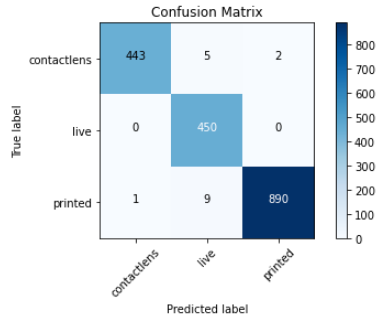 Confusion Matrix
contactlens 443 5 2
live 0 450 0
printed 1 9 890
contactlens live printed
True label
Predicted label
800
700
600
500
400
300
200
100
0